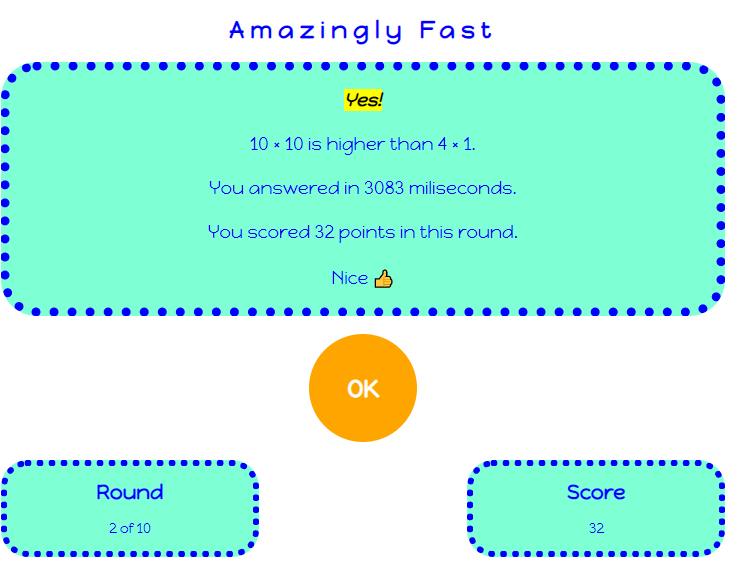 Amazingly Fast
Yes!
10 × 10 is higher than 4 × 1.
You answered in 3083 miliseconds.
You scored 32 points in this round.
Nice 👍
OK
Round
2 of 10
Score
32